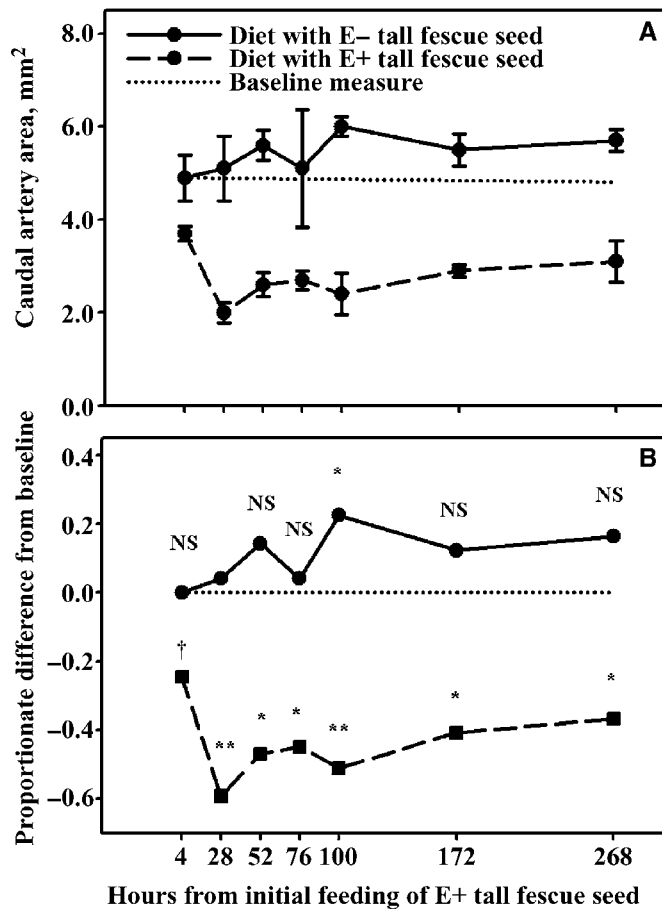 A
Diet with E− tall fescue seed
Diet with E+ tall fescue seed
Baseline measure
8.0
6.0
4.0
2.0
0.0
Caudal artery area, mm²
B
0.4
0.2
0.0
−0.2
−0.4
−0.6
Proportionate difference from baseline
NS
NS
NS
*
NS
NS
†
**
*
*
**
*
*
4 28 52 76 100 172 268
Hours from initial feeding of E+ tall fescue seed